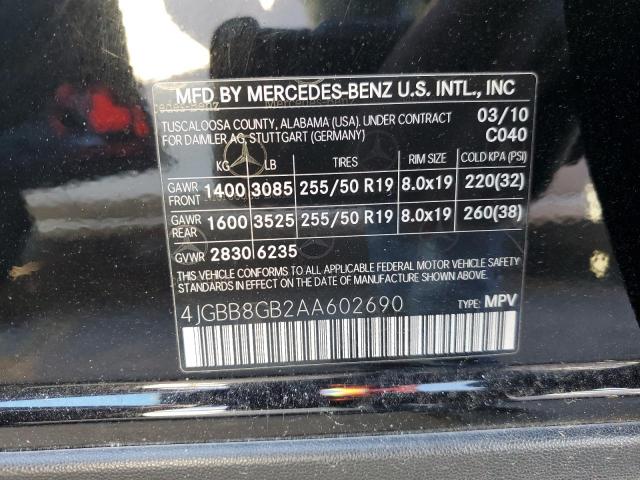 MFD BY MERCEDES-BENZ U.S. INTL., INC
TUSCALOOSA COUNTY, ALABAMA (USA). UNDER CONTRACT 03/10
FOR DAIMLER AG, STUTTGART (GERMANY) C040
KG LB TIRES RIM SIZE COLD KPA (PSI)
GAWR FRONT 1400 3085 255/50 R19 8.0x19 220(32)
GAWR REAR 1600 3525 255/50 R19 8.0x19 260(38)
GVWR 2830 6235
THIS VEHICLE CONFORMS TO ALL APPLICABLE FEDERAL MOTOR VEHICLE SAFETY
STANDARDS IN EFFECT ON THE DATE OF MANUFACTURE SHOWN ABOVE.
4JGBB8GB2AA602690 TYPE: MPV